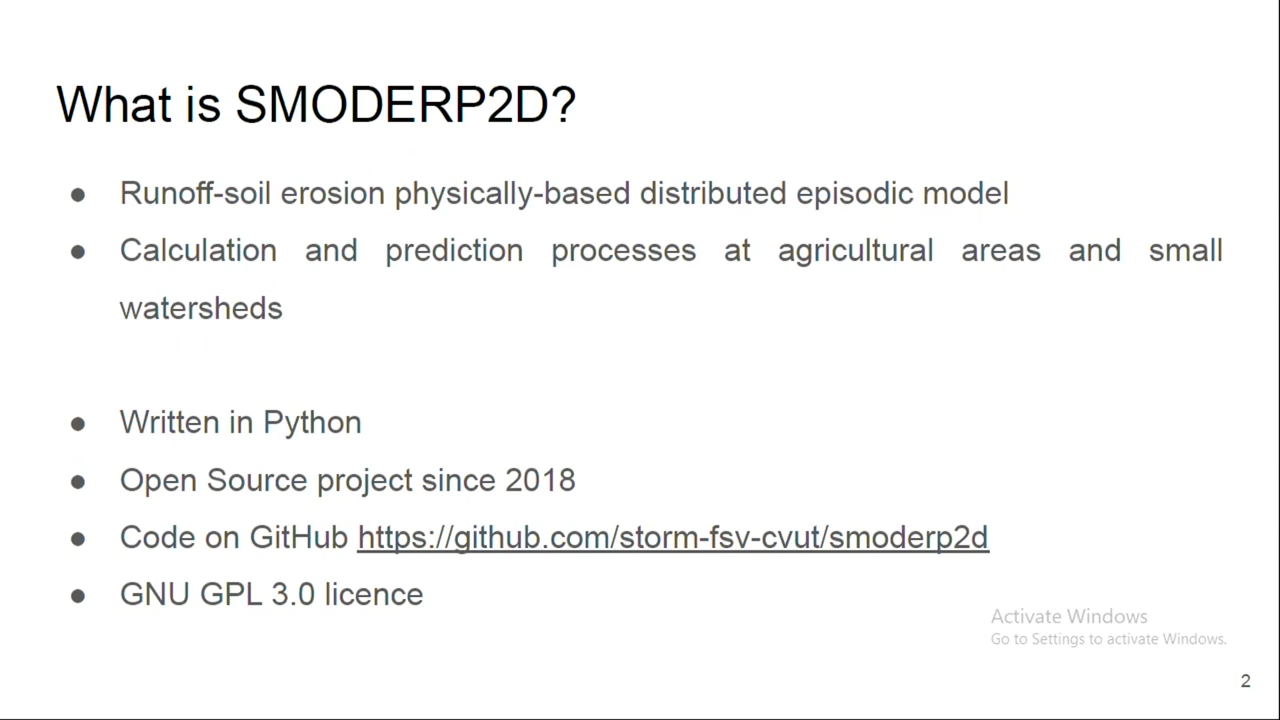 What is SMODERP2D?
● Runoff-soil erosion physically-based distributed episodic model
● Calculation and prediction processes at agricultural areas and small
watersheds
● Written in Python
● Open Source project since 2018
● Code on GitHub https://github.com/storm-fsv-cvut/smoderp2d
● GNU GPL 3.0 licence
Activate Windows
Go to Settings to activate Windows.
2